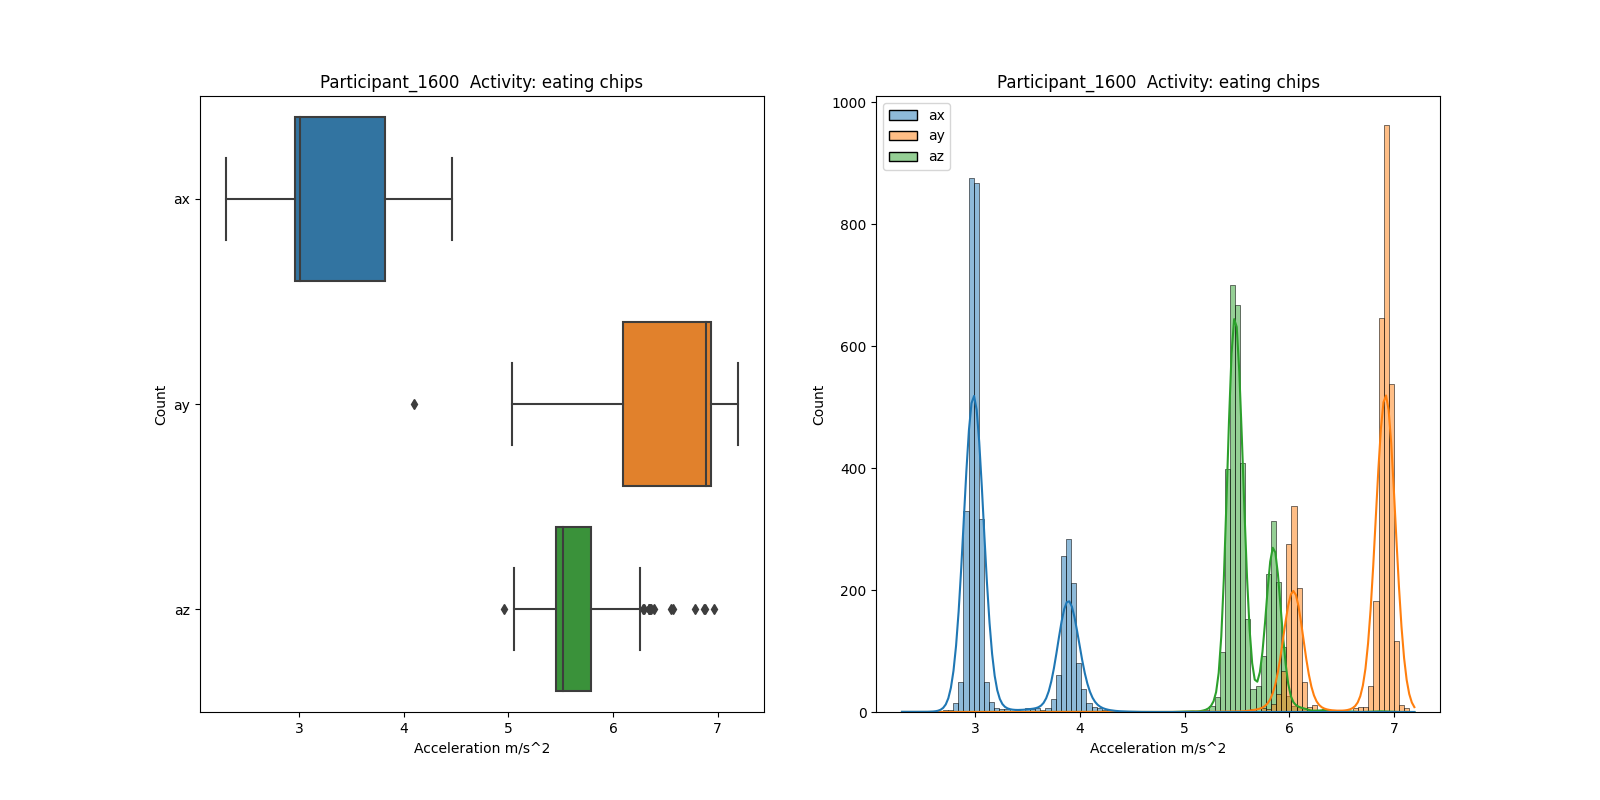 Participant_1600  Activity: eating chips
ax
ay
az
Count
3 4 5 6 7
Acceleration m/s^2
Participant_1600  Activity: eating chips
ax
ay
az
1000
800
600
400
200
0
Count
3 4 5 6 7
Acceleration m/s^2